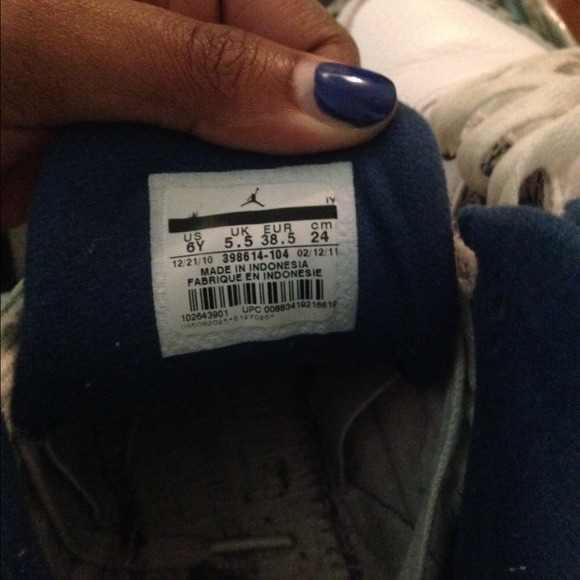 IY
US UK EUR cm
6Y 5.5 38.5 24
12/21/10 398614-104 02/12/11
MADE IN INDONESIA
FABRIQUE EN INDONESIE
102643901 UPC 00883419216619